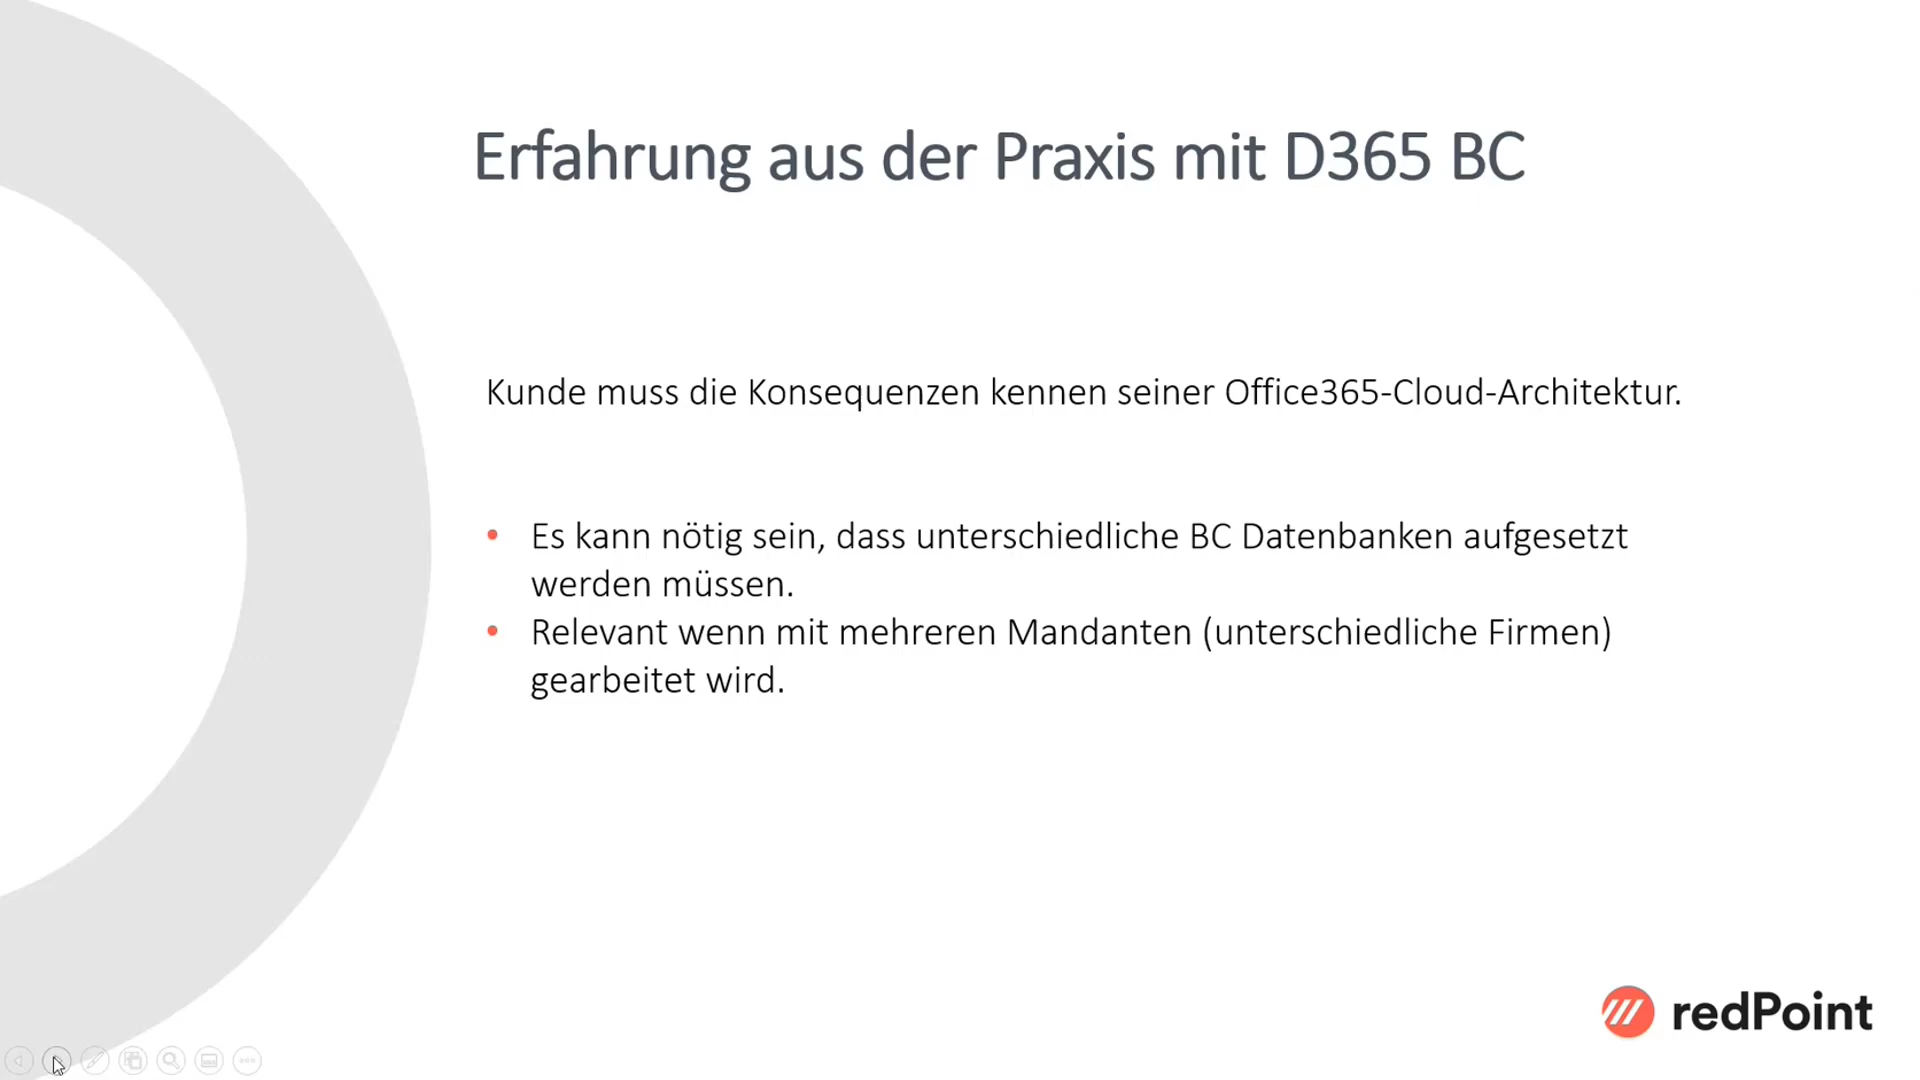 Erfahrung aus der Praxis mit D365 BC
Kunde muss die Konsequenzen kennen seiner Office365-Cloud-Architektur.
• Es kann nötig sein, dass unterschiedliche BC Datenbanken aufgesetzt
werden müssen.
• Relevant wenn mit mehreren Mandanten (unterschiedliche Firmen)
gearbeitet wird.
redPoint